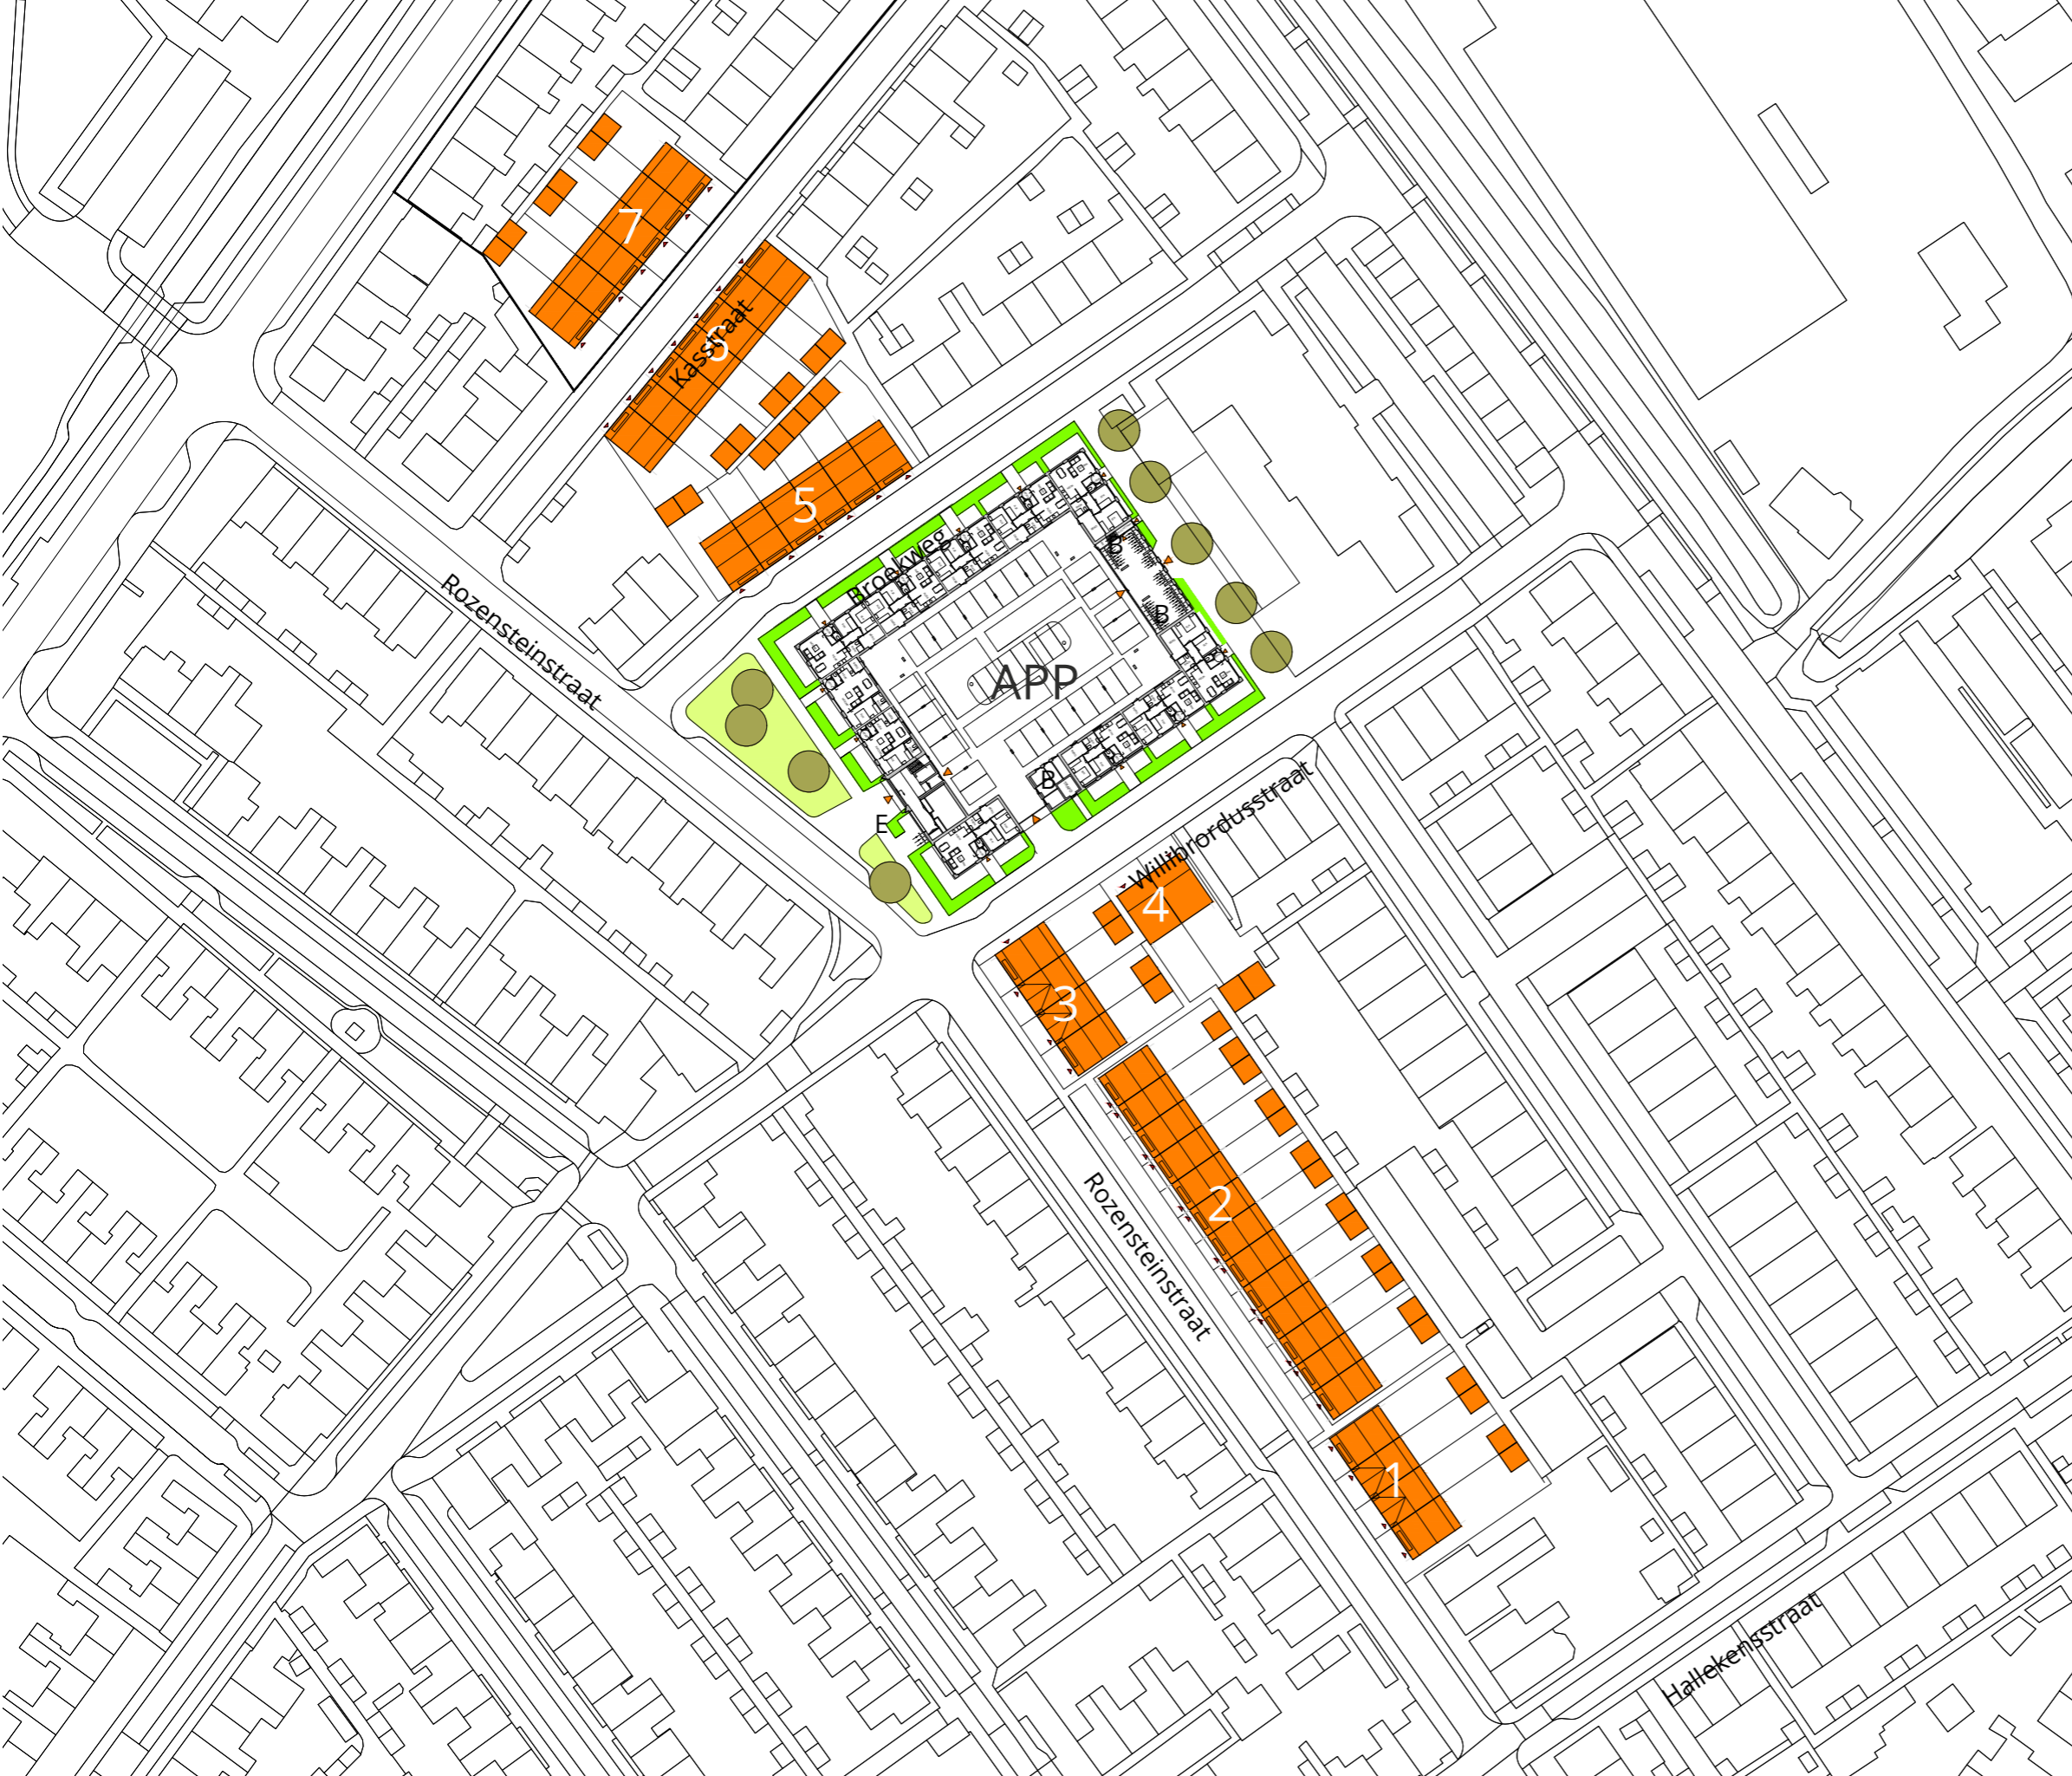 7
6
Kasstraat
5
Broekweg
B
B
Rozensteinstraat
APP
B
E
Willibrordusstraat
4
3
2
Rozensteinstraat
1
Hallekensstraat